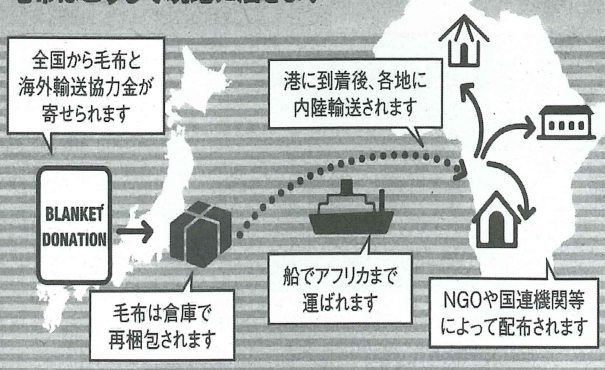 全国から毛布と
海外輸送協力金が
寄せられます
港に到着後、各地に
内陸輸送されます
BLANKET
DONATION
毛布は倉庫で
再梱包されます
船でアフリカまで
運ばれます
NGOや国連機関等
によって配布されます